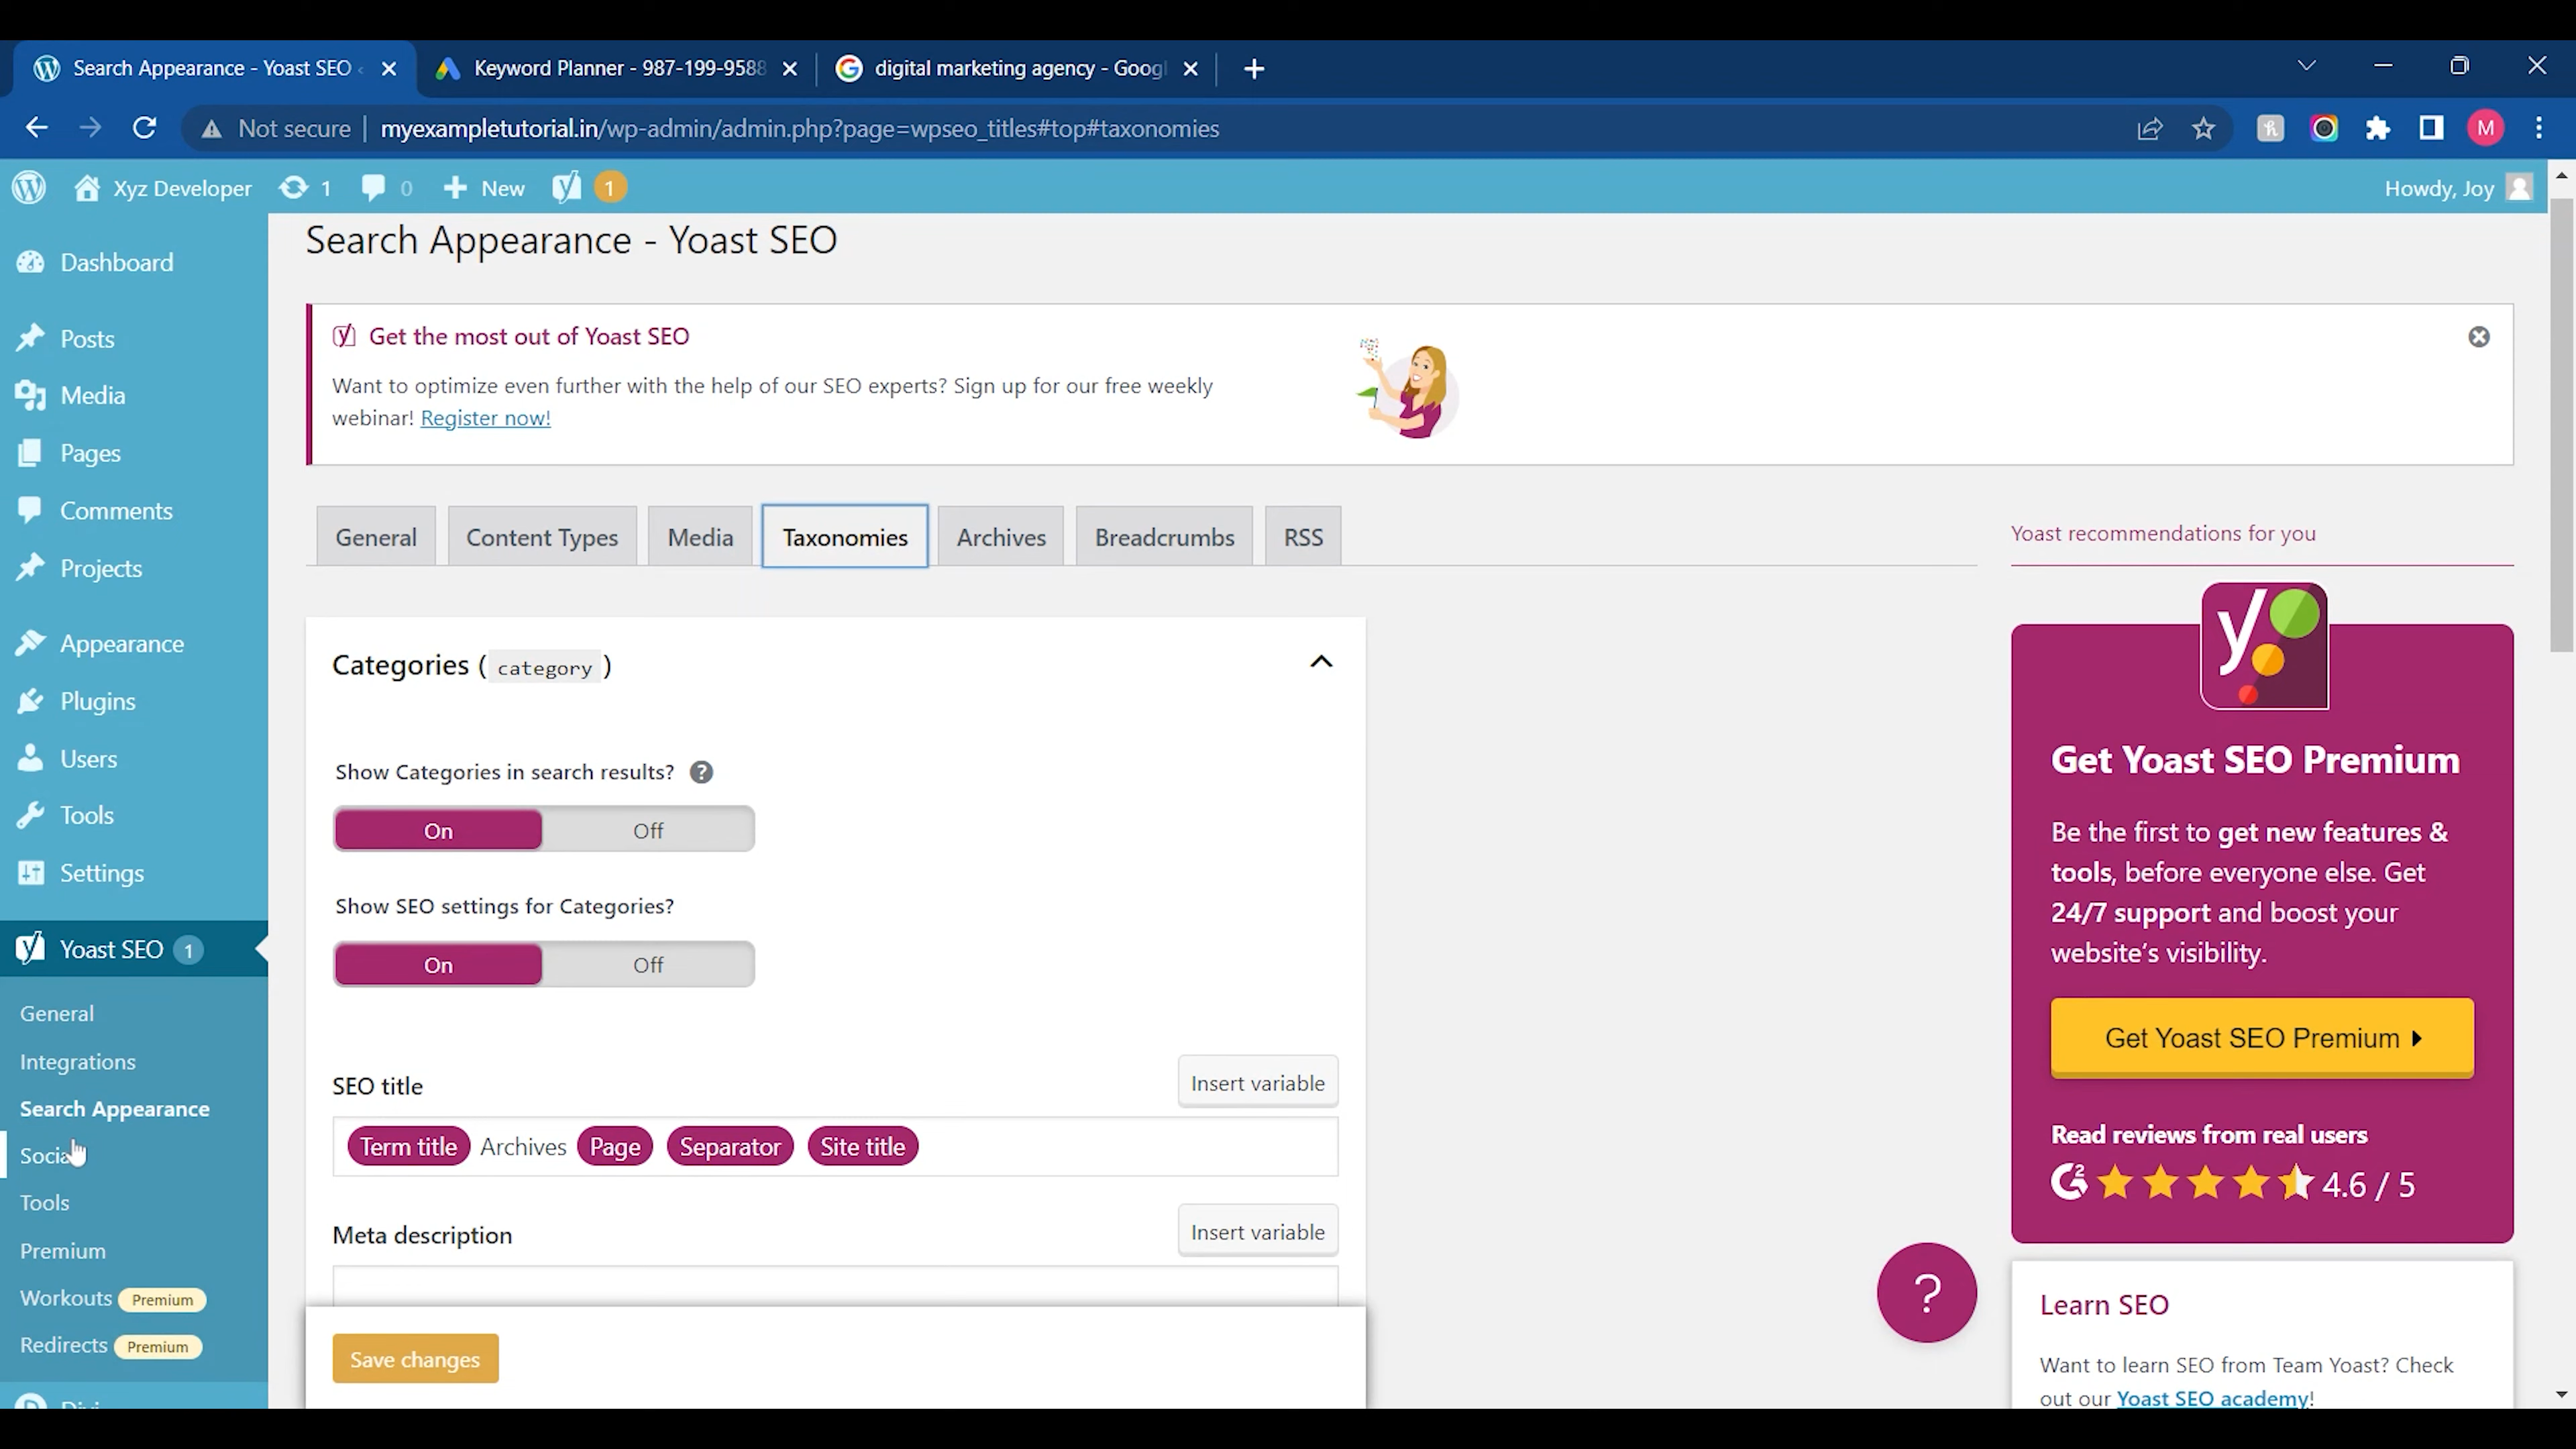 Search Appearance - Yoast SEO
Keyword Planner - 987-199-9588
digital marketing agency - Googl
Not secure
myexampletutorial.in/wp-admin/admin.php?page=wpseo_titles#top#taxonomies
M
Xyz Developer
1
0
New
1
Howdy, Joy
Dashboard
Posts
Media
Pages
Comments
Projects
Appearance
Plugins
Users
Tools
Settings
Yoast SEO 1
General
Integrations
Search Appearance
Social
Tools
Premium
Workouts Premium
Redirects Premium
Search Appearance - Yoast SEO
Get the most out of Yoast SEO
Want to optimize even further with the help of our SEO experts? Sign up for our free weekly
webinar! Register now!
General
Content Types
Media
Taxonomies
Archives
Breadcrumbs
RSS
Categories ( category )
Show Categories in search results? ?
On Off
Show SEO settings for Categories?
On Off
SEO title
Insert variable
Term title Archives Page Separator Site title
Meta description
Insert variable
Save changes
?
Yoast recommendations for you
y
Get Yoast SEO Premium
Be the first to get new features &
tools, before everyone else. Get
24/7 support and boost your
website's visibility.
Get Yoast SEO Premium
Read reviews from real users
G2 4.6 / 5
Learn SEO
Want to learn SEO from Team Yoast? Check
out our Yoast SEO academy!